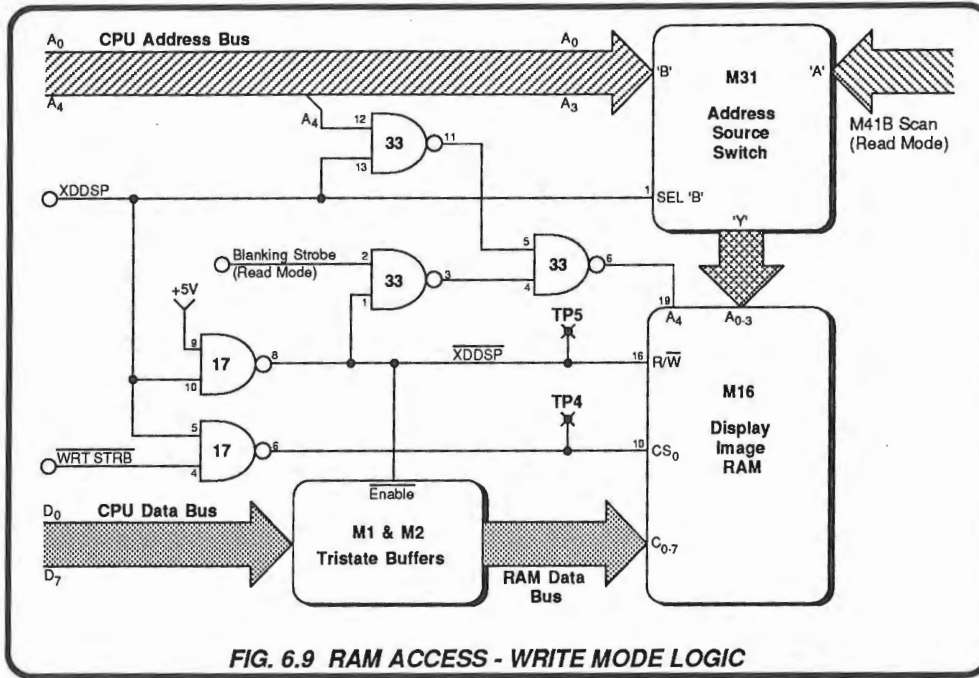 A0 CPU Address Bus A0
A4 A3
'B' M31 'A'
Address
Source
Switch
M41B Scan
(Read Mode)
A4 12 33 11
13
XDDSP
1 SEL 'B'
'Y'
Blanking Strobe
(Read Mode)
2 33 3
1
5 33 6
4
19
A4 A0-3
+5V
9 17 8
10
XDDSP
TP5
16 R/W
M16
Display
Image
RAM
5 17 6
4
WRT STRB
TP4
10 CS0
Enable
D0 CPU Data Bus
D7
M1 & M2
Tristate Buffers
RAM Data
Bus
C0-7
FIG. 6.9 RAM ACCESS - WRITE MODE LOGIC